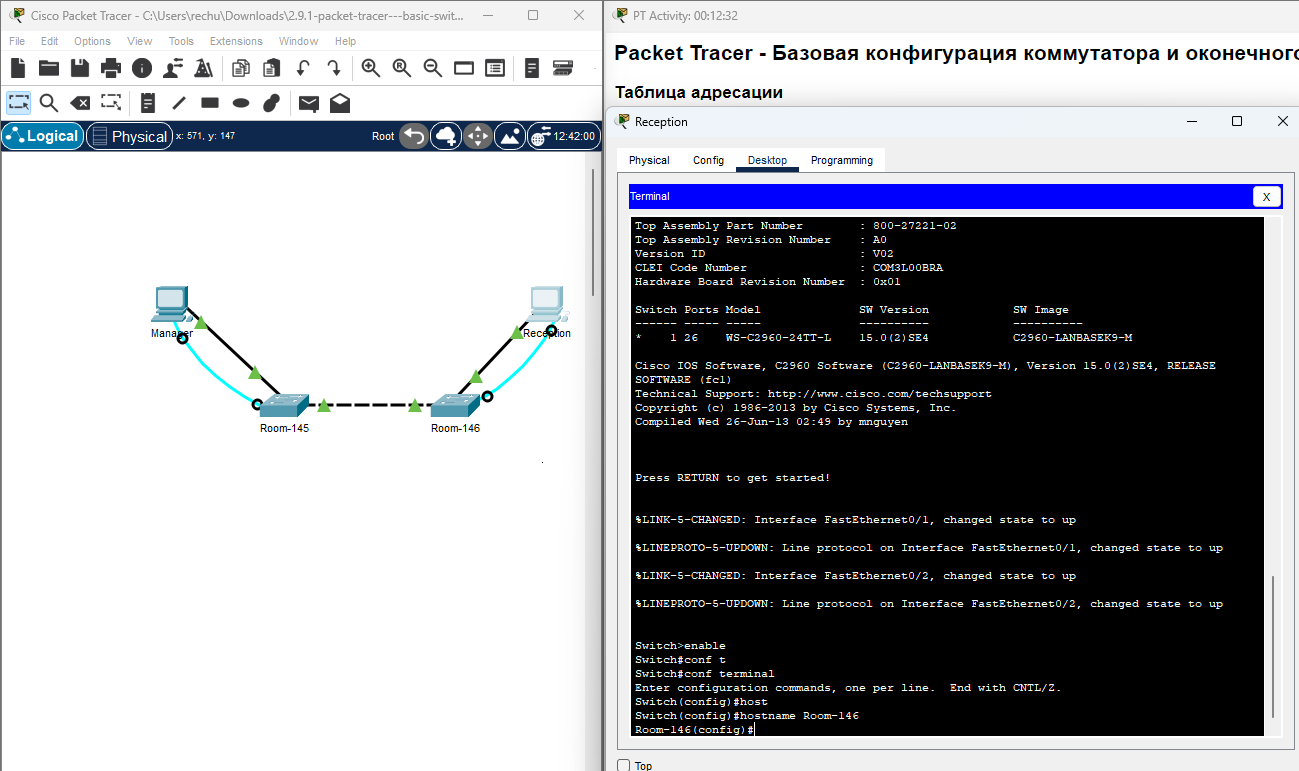 Cisco Packet Tracer - C:\Users\rechu\Downloads\2.9.1-packet-tracer---basic-swit...
File Edit Options View Tools Extensions Window Help
Logical Physical x: 571, y: 147 Root 12:42:00
Manager
Reception
Room-145
Room-146
PT Activity: 00:12:32
Packet Tracer - Базовая конфигурация коммутатора и оконечного
Таблица адресации
Reception
Physical Config Desktop Programming
Terminal X
Top Assembly Part Number : 800-27221-02
Top Assembly Revision Number : A0
Version ID : V02
CLEI Code Number : COM3L00BRA
Hardware Board Revision Number : 0x01
Switch Ports Model SW Version SW Image
------ ----- ----- ---------- ----------
* 1 26 WS-C2960-24TT-L 15.0(2)SE4 C2960-LANBASEK9-M
Cisco IOS Software, C2960 Software (C2960-LANBASEK9-M), Version 15.0(2)SE4, RELEASE
SOFTWARE (fc1)
Technical Support: http://www.cisco.com/techsupport
Copyright (c) 1986-2013 by Cisco Systems, Inc.
Compiled Wed 26-Jun-13 02:49 by mnguyen
Press RETURN to get started!
%LINK-5-CHANGED: Interface FastEthernet0/1, changed state to up
%LINEPROTO-5-UPDOWN: Line protocol on Interface FastEthernet0/1, changed state to up
%LINK-5-CHANGED: Interface FastEthernet0/2, changed state to up
%LINEPROTO-5-UPDOWN: Line protocol on Interface FastEthernet0/2, changed state to up
Switch>enable
Switch#conf t
Switch#conf terminal
Enter configuration commands, one per line. End with CNTL/Z.
Switch(config)#host
Switch(config)#hostname Room-146
Room-146(config)#
Top